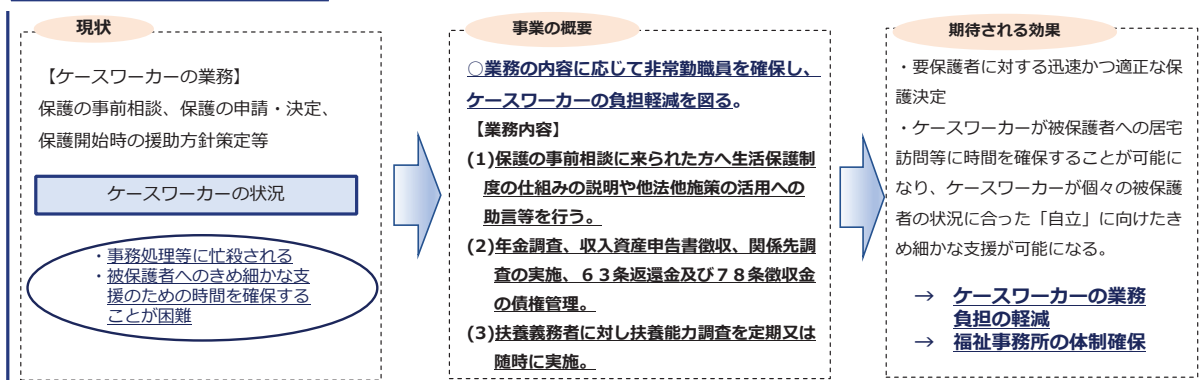 現状
【ケースワーカーの業務】
保護の事前相談、保護の申請・決定、
保護開始時の援助方針策定等
ケースワーカーの状況
・事務処理等に忙殺される
・被保護者へのきめ細かな支
援のための時間を確保する
ことが困難
事業の概要
○業務の内容に応じて非常勤職員を確保し、
ケースワーカーの負担軽減を図る。
【業務内容】
(1)保護の事前相談に来られた方へ生活保護制
度の仕組みの説明や他法他施策の活用への
助言等を行う。
(2)年金調査、収入資産申告書徴収、関係先調
査の実施、６３条返還金及び７８条徴収金
の債権管理。
(3)扶養義務者に対し扶養能力調査を定期又は
随時に実施。
期待される効果
・要保護者に対する迅速かつ適正な保
護決定
・ケースワーカーが被保護者への居宅
訪問等に時間を確保することが可能に
なり、ケースワーカーが個々の被保護
者の状況に合った「自立」に向けたき
め細かな支援が可能になる。
→ ケースワーカーの業務
負担の軽減
→ 福祉事務所の体制確保